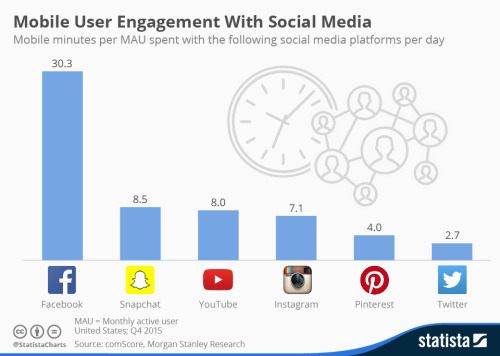 Mobile User Engagement With Social Media
Mobile minutes per MAU spent with the following social media platforms per day
30.3
8.5
8.0
7.1
4.0
2.7
Facebook
Snapchat
YouTube
Instagram
Pinterest
Twitter
MAU = Monthly active user
United States; Q4 2015
@StatistaCharts Source: comScore, Morgan Stanley Research
statista